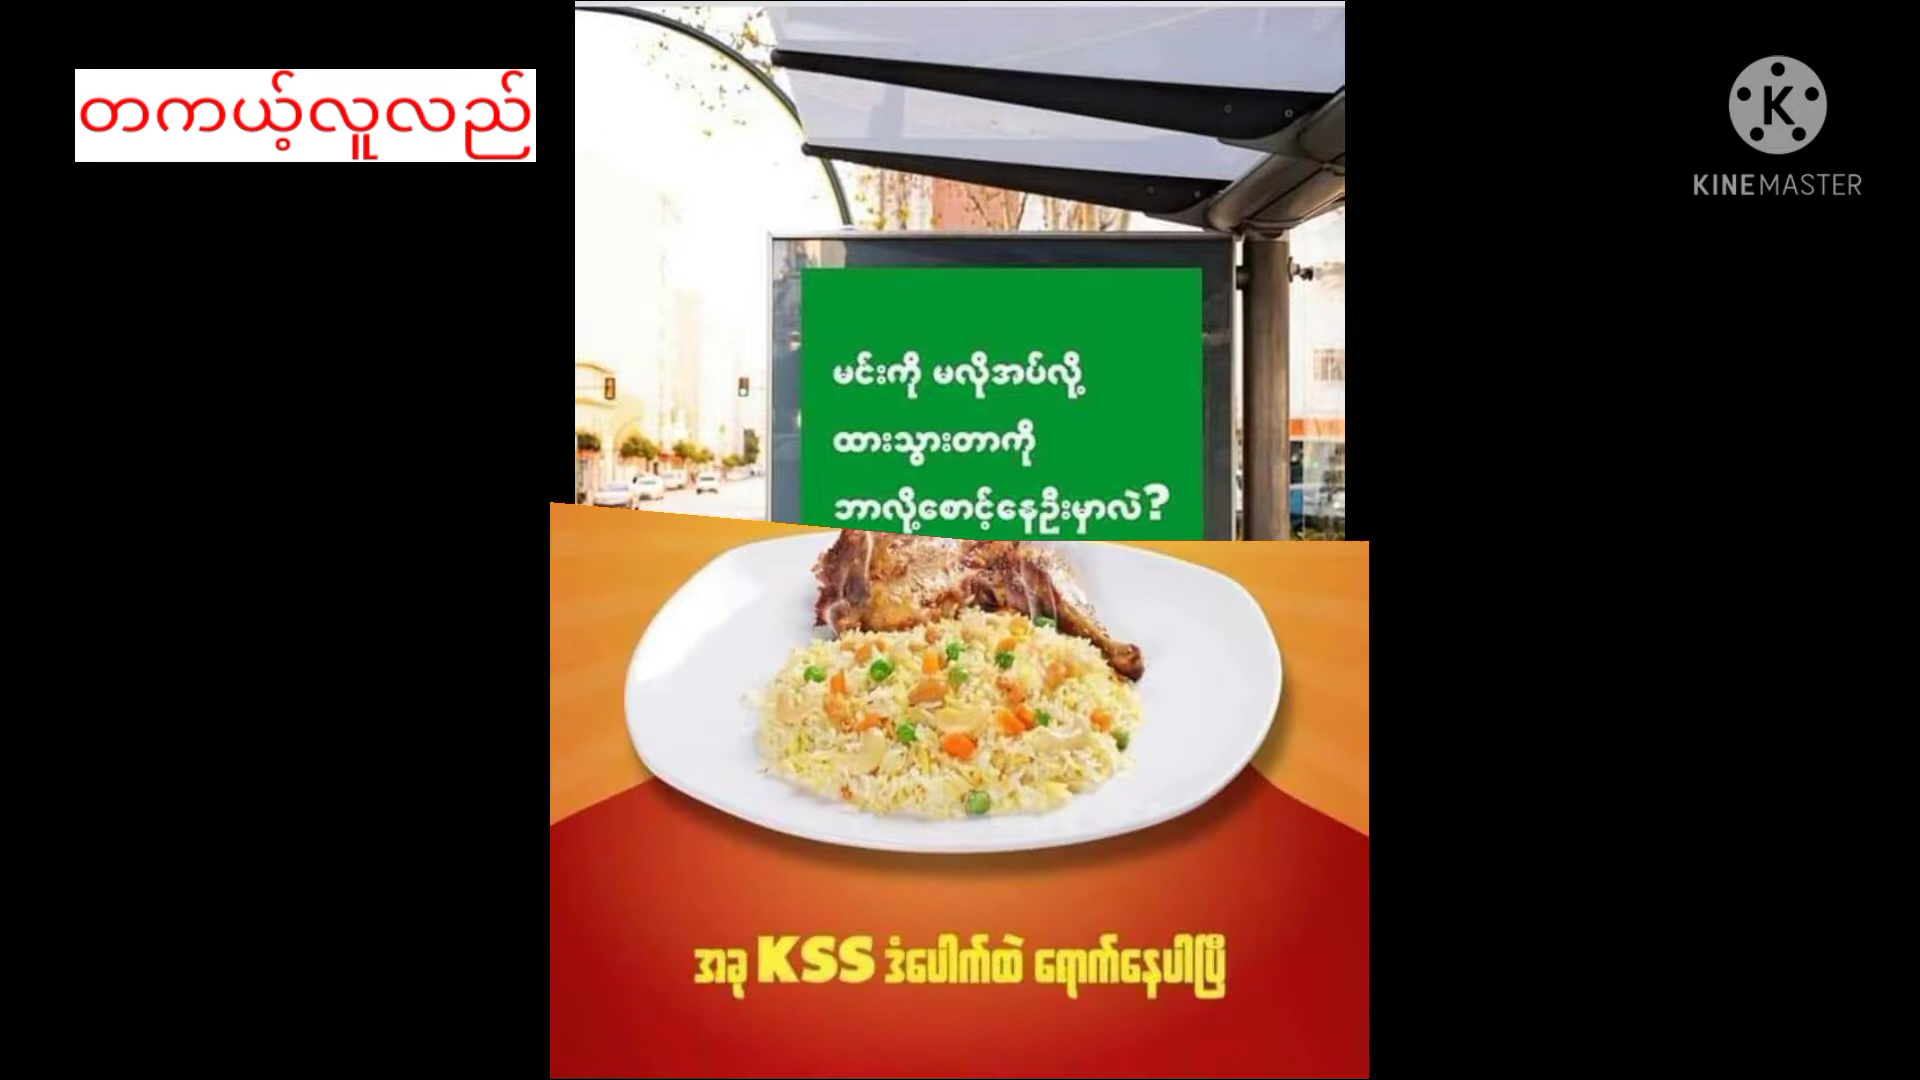 တကယ့်လူလည်
KINEMASTER
မင်းကို မလိုအပ်လို့
ထားသွားတာကို
ဘာလို့စောင့်နေဦးမှာလဲ?
အခု KSS ဒံပေါက်ထဲ ရောက်နေပါပြီ